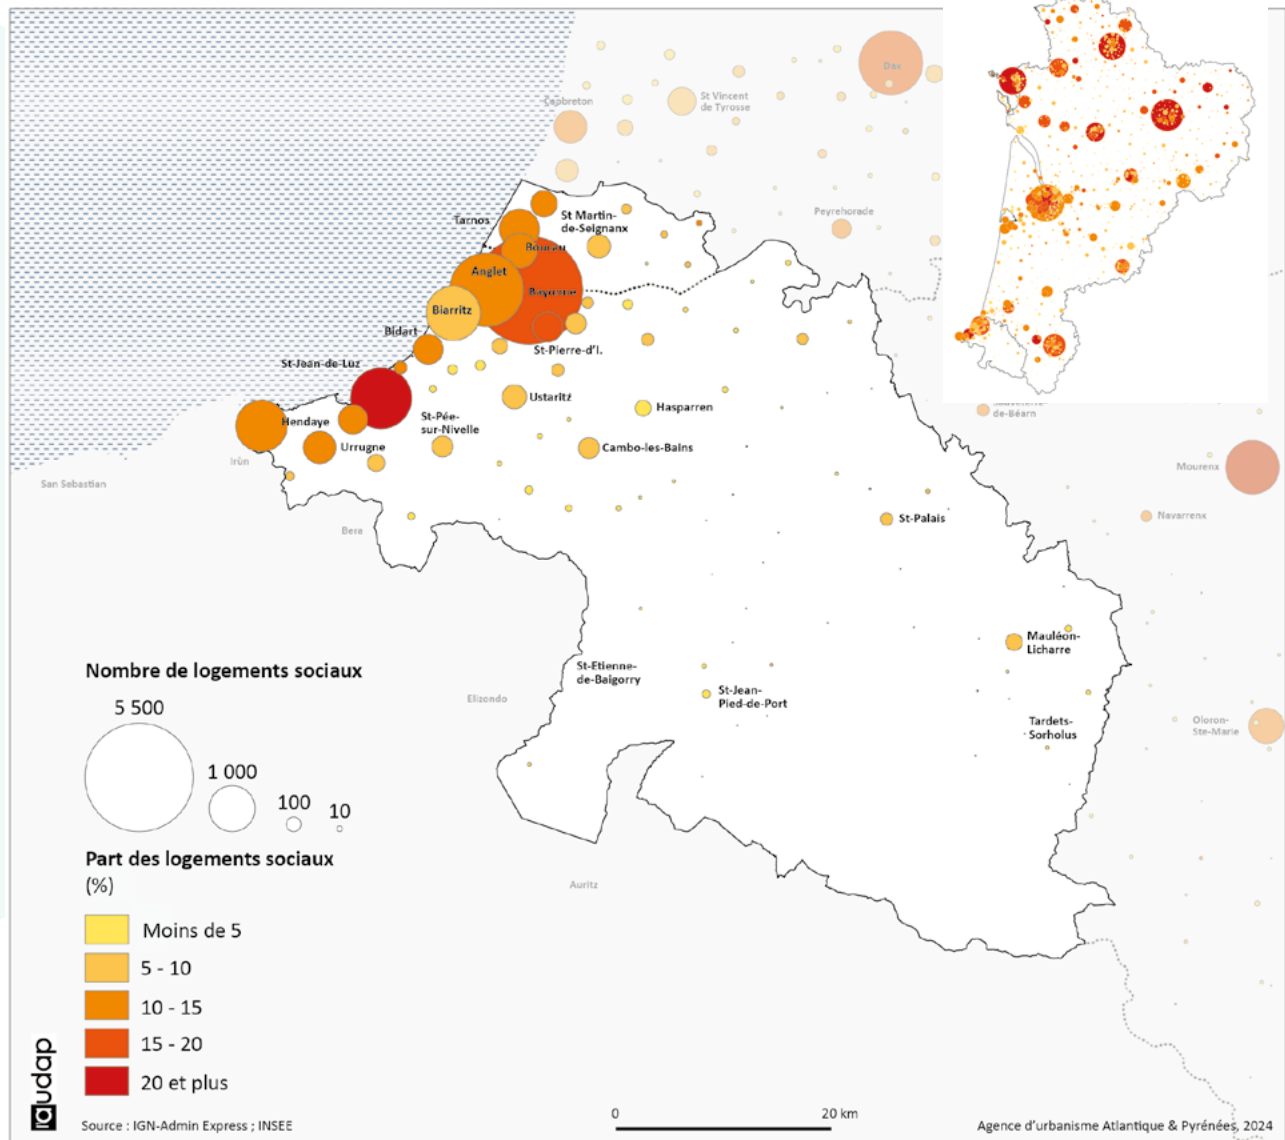 Dax
Capbreton
St Vincent
de Tyrosse
Peyrehorade
Tarnos
St Martin-
de-Seignanx
Boucau
Anglet
Bayonne
Biarritz
Bidart
St-Pierre-d'I.
St-Jean-de-Luz
Ustaritz
Hasparren
Sauveterre-
de-Béarn
Hendaye
St-Pée-
sur-Nivelle
Urrugne
Cambo-les-Bains
Irùn
Mourenx
San Sebastian
Navarrenx
St-Palais
Bera
Mauléon-
Licharre
Nombre de logements sociaux
St-Etienne-
de-Baigorry
Elizondo
St-Jean-
Pied-de-Port
5 500
Tardets-
Sorholus
Oloron-
Ste-Marie
1 000
100
10
Part des logements sociaux
(%)
Auritz
Moins de 5
5 - 10
10 - 15
15 - 20
20 et plus
l'audap
Source : IGN-Admin Express ; INSEE
0
20 km
Agence d'urbanisme Atlantique & Pyrénées, 2024